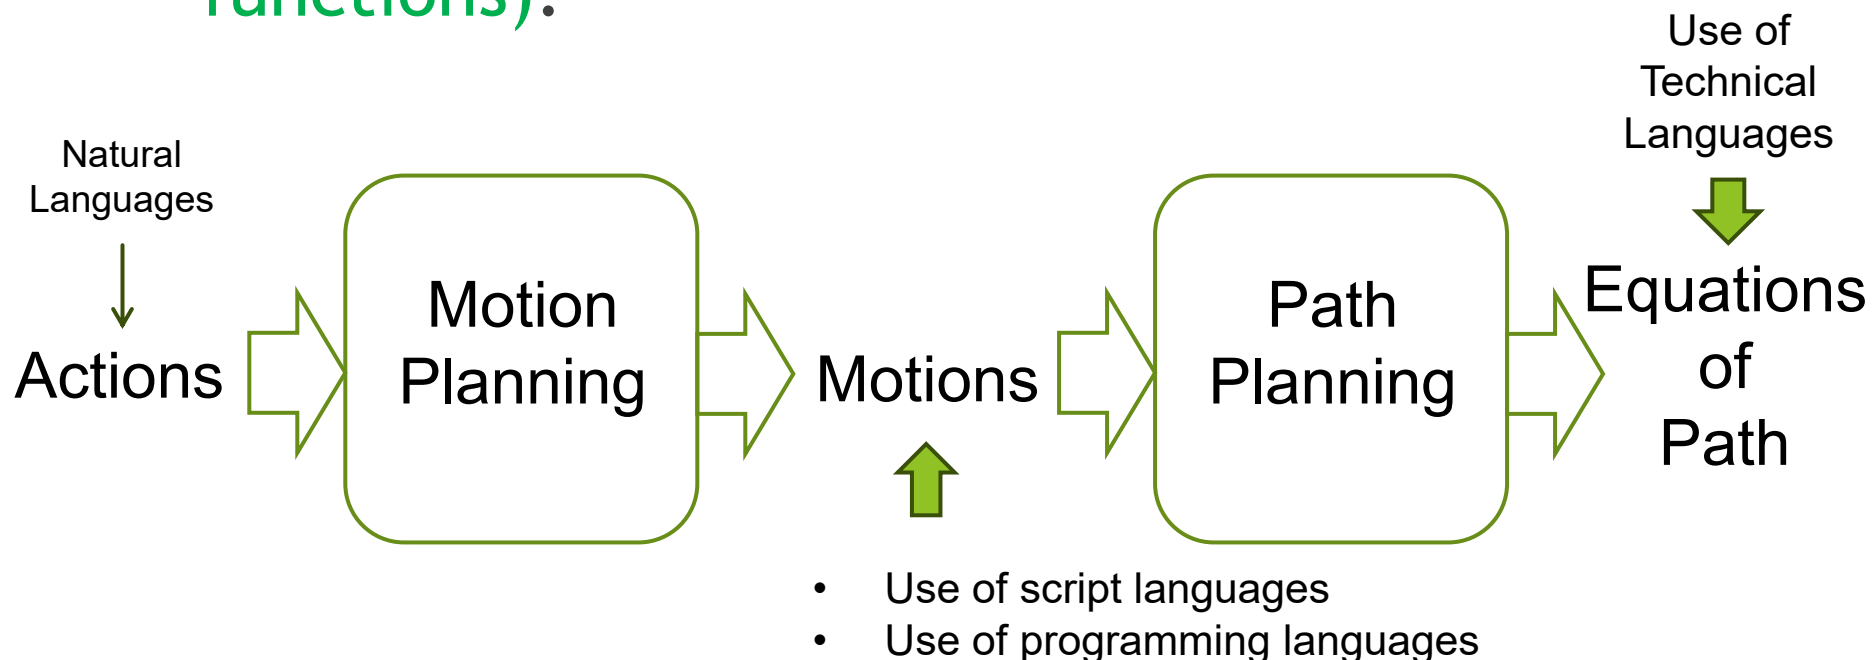 functions).
Natural
Languages
Actions
Motion
Planning
Motions
• Use of script languages
• Use of programming languages
Path
Planning
Use of
Technical
Languages
Equations
of
Path